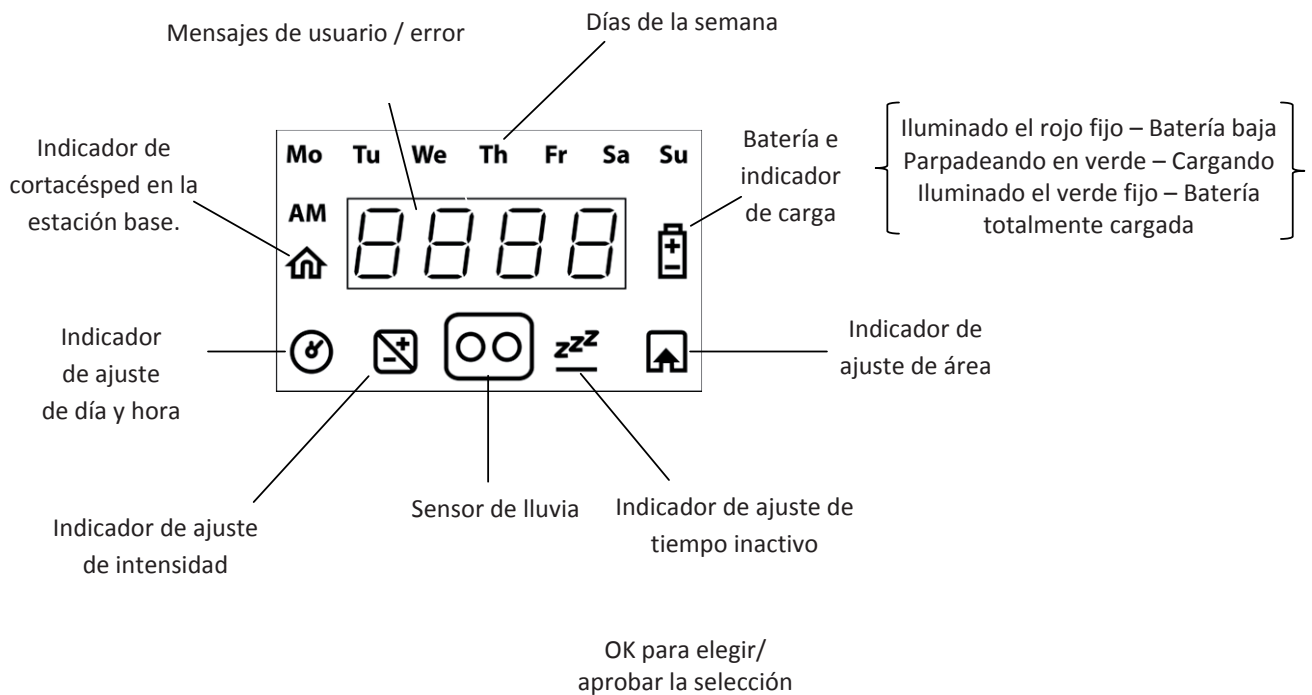 Mensajes de usuario / error
Días de la semana
Indicador de
cortacésped en la
estación base.
Mo Tu We Th Fr Sa Su
AM
8888
Batería e
indicador
de carga
Iluminado el rojo fijo – Batería baja
Parpadeando en verde – Cargando
Iluminado el verde fijo – Batería
totalmente cargada
Indicador
de ajuste
de día y hora
zzz
Indicador de
ajuste de área
Indicador de ajuste
de intensidad
Sensor de lluvia
Indicador de ajuste de
tiempo inactivo
OK para elegir/
aprobar la selección